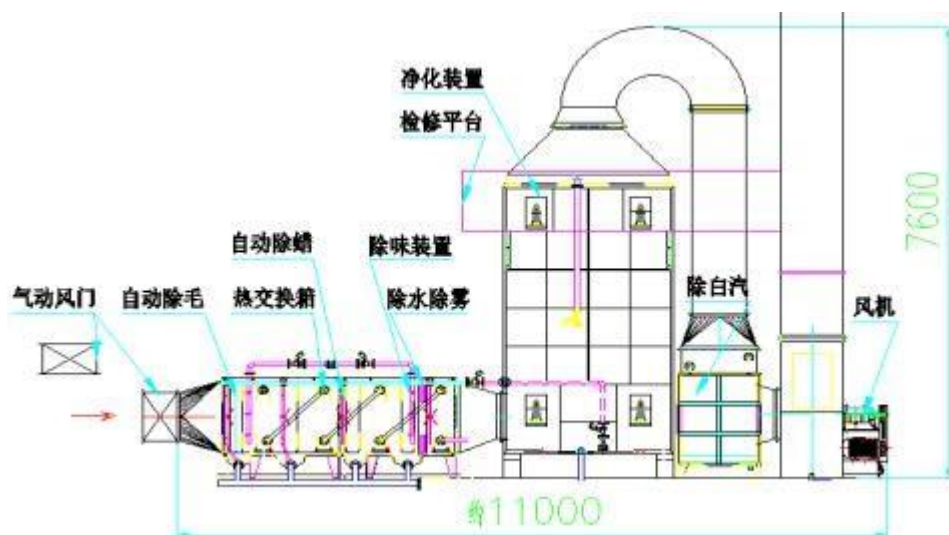 净化装置
检修平台
7600
自动除蜡
除味装置
气动风门
自动除毛
热交换箱
除水除雾
除白汽
风机
约11000